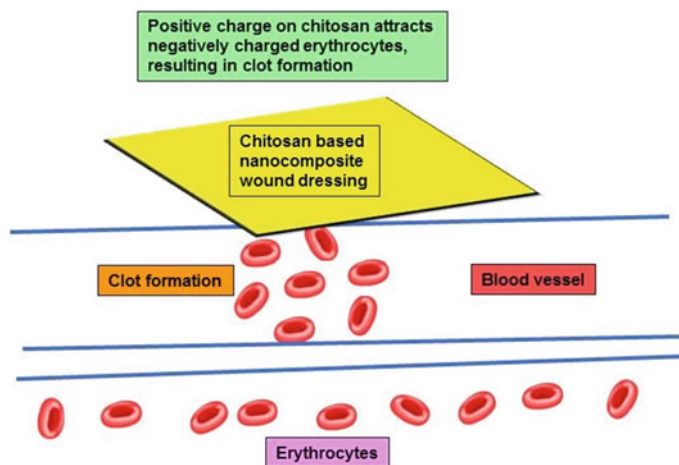 Positive charge on chitosan attracts
negatively charged erythrocytes,
resulting in clot formation
Chitosan based
nanocomposite
wound dressing
Clot formation
Blood vessel
Erythrocytes